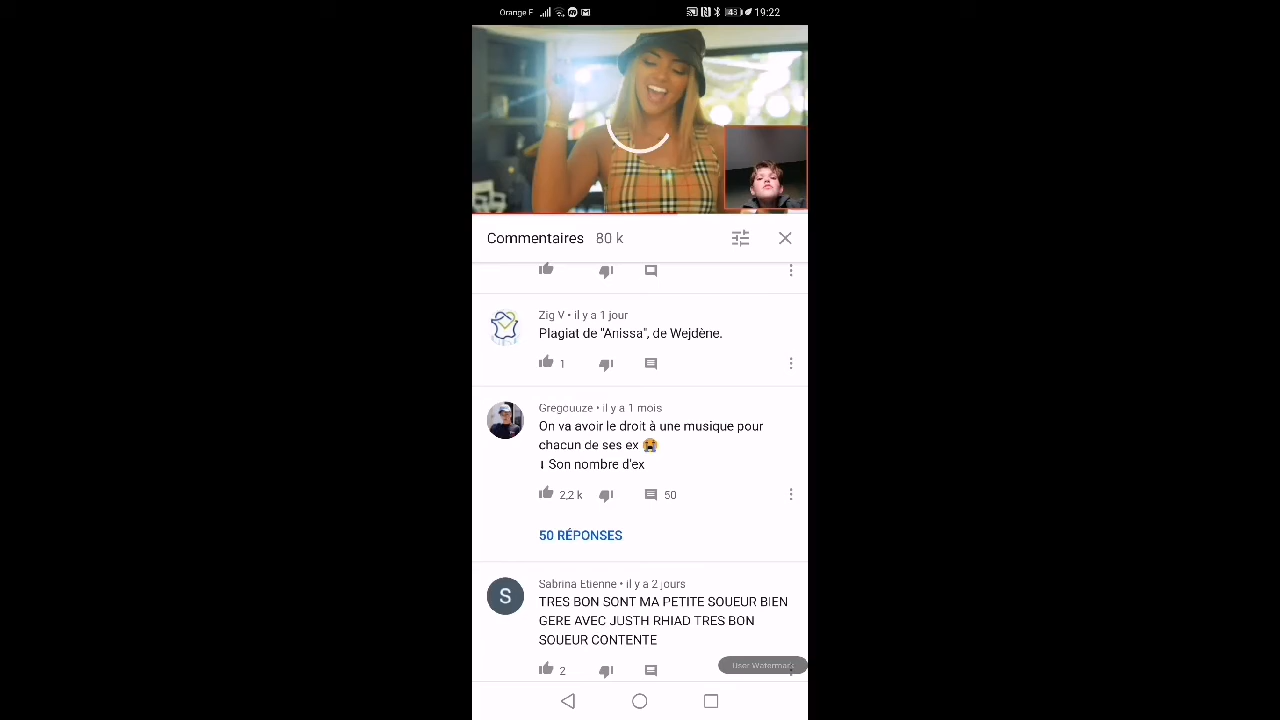 Orange F 48 19:22
Commentaires 80 k
Zig V • il y a 1 jour
Plagiat de "Anissa", de Wejdène.
1
Gregouuze • il y a 1 mois
On va avoir le droit à une musique pour
chacun de ses ex 😭
⬇ Son nombre d'ex
2,2 k 50
50 RÉPONSES
Sabrina Etienne • il y a 2 jours
TRES BON SONT MA PETITE SOUEUR BIEN
GERE AVEC JUSTH RHIAD TRES BON
SOUEUR CONTENTE
2
User Watermark